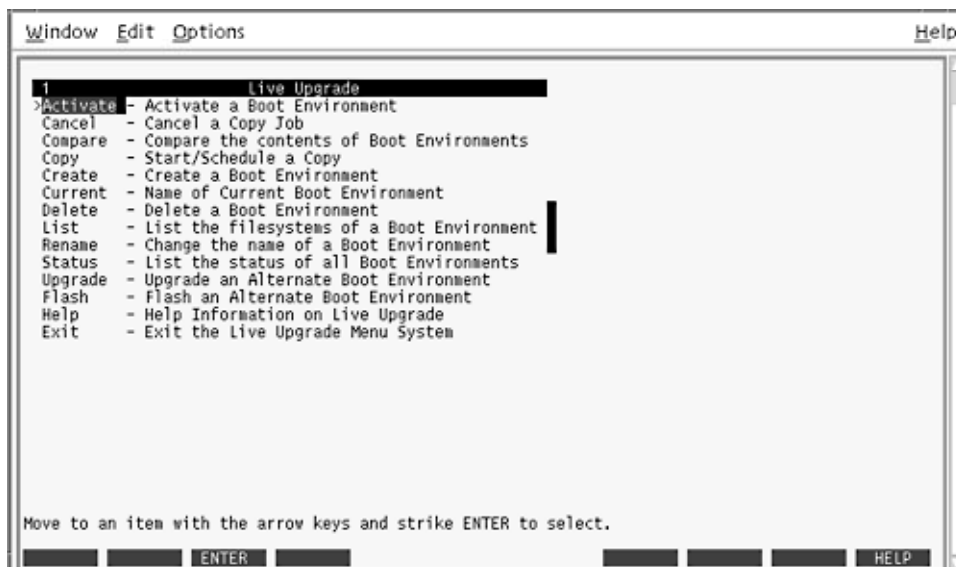 Window Edit Options Help
1 Live Upgrade
>Activate - Activate a Boot Environment
Cancel - Cancel a Copy Job
Compare - Compare the contents of Boot Environments
Copy - Start/Schedule a Copy
Create - Create a Boot Environment
Current - Name of Current Boot Environment
Delete - Delete a Boot Environment
List - List the filesystems of a Boot Environment
Rename - Change the name of a Boot Environment
Status - List the status of all Boot Environments
Upgrade - Upgrade an Alternate Boot Environment
Flash - Flash an Alternate Boot Environment
Help - Help Information on Live Upgrade
Exit - Exit the Live Upgrade Menu System
Move to an item with the arrow keys and strike ENTER to select.
ENTER HELP